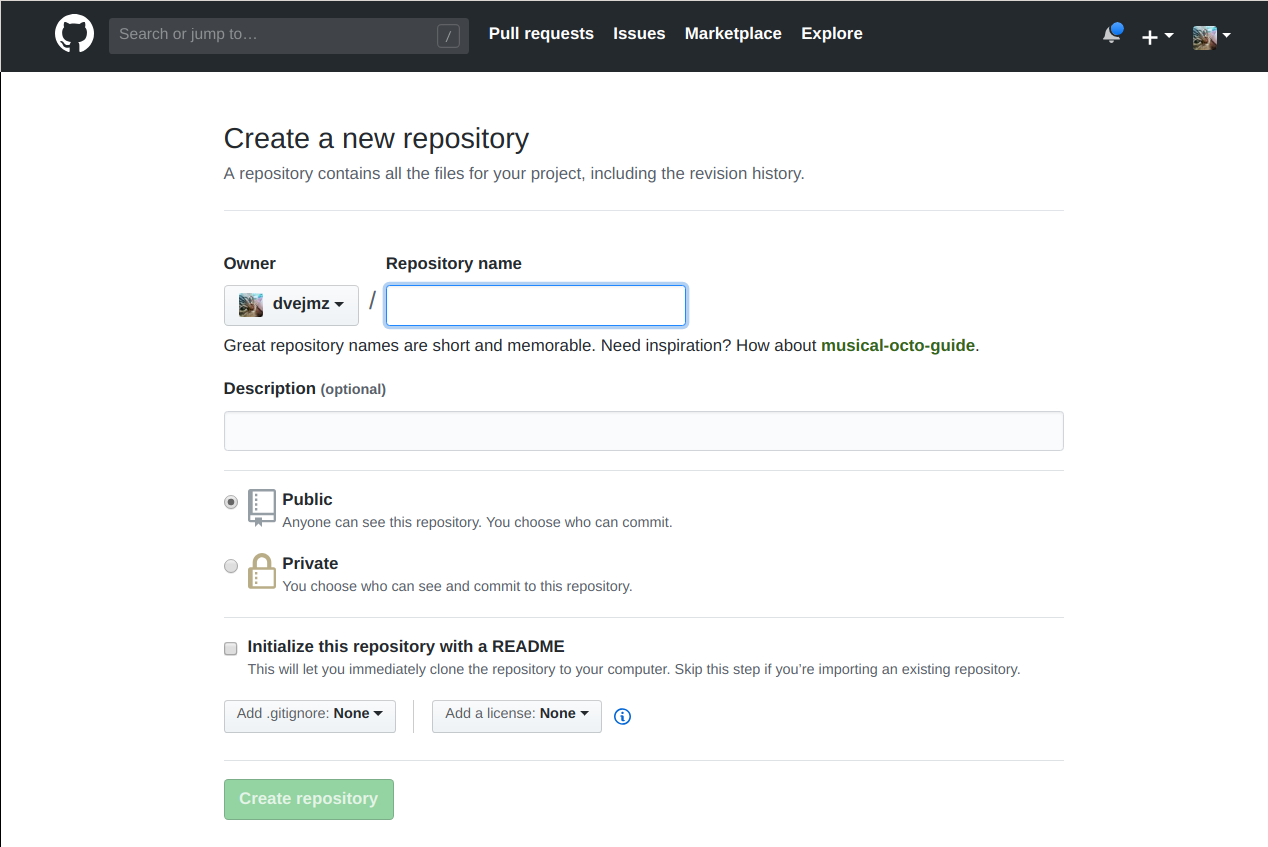 Search or jump to… /
Pull requests Issues Marketplace Explore
Create a new repository
A repository contains all the files for your project, including the revision history.
Owner Repository name
dvejmz /
Great repository names are short and memorable. Need inspiration? How about musical-octo-guide.
Description (optional)
Public
Anyone can see this repository. You choose who can commit.
Private
You choose who can see and commit to this repository.
Initialize this repository with a README
This will let you immediately clone the repository to your computer. Skip this step if you’re importing an existing repository.
Add .gitignore: None Add a license: None
Create repository